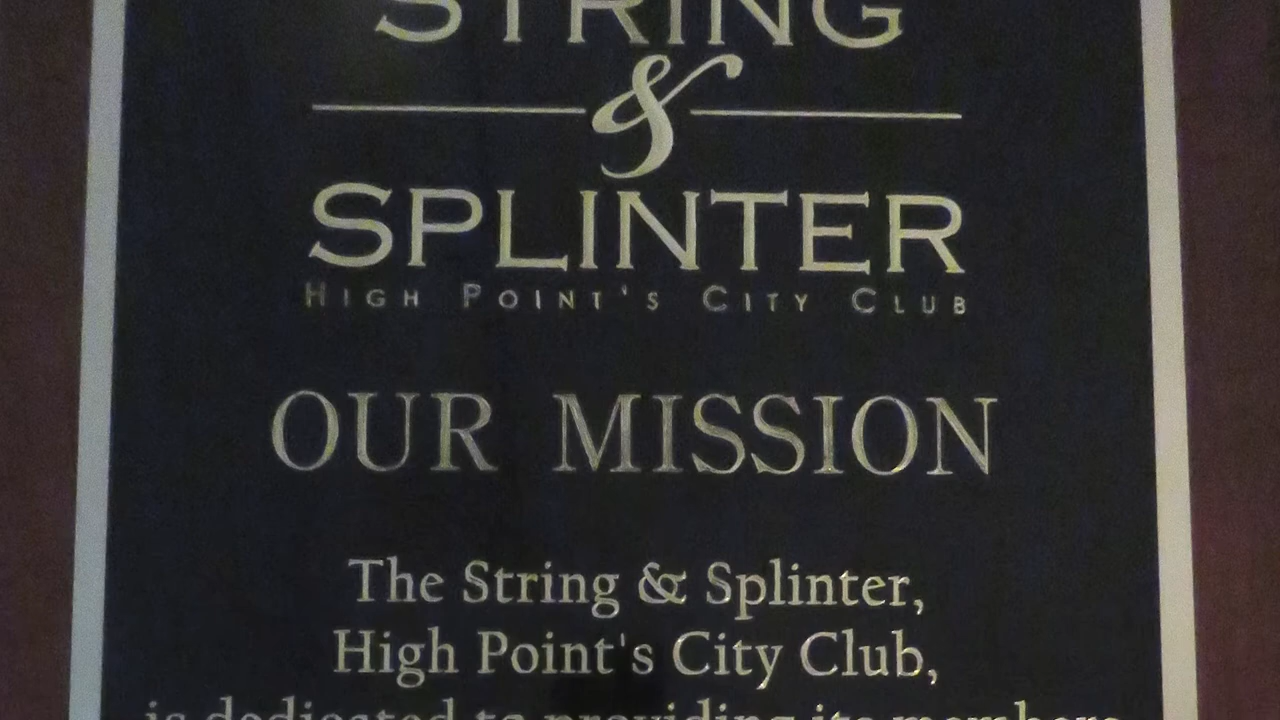 STRING
&
SPLINTER
HIGH POINT'S CITY CLUB
OUR MISSION
The String & Splinter,
High Point's City Club,
is dedicated to providing its members